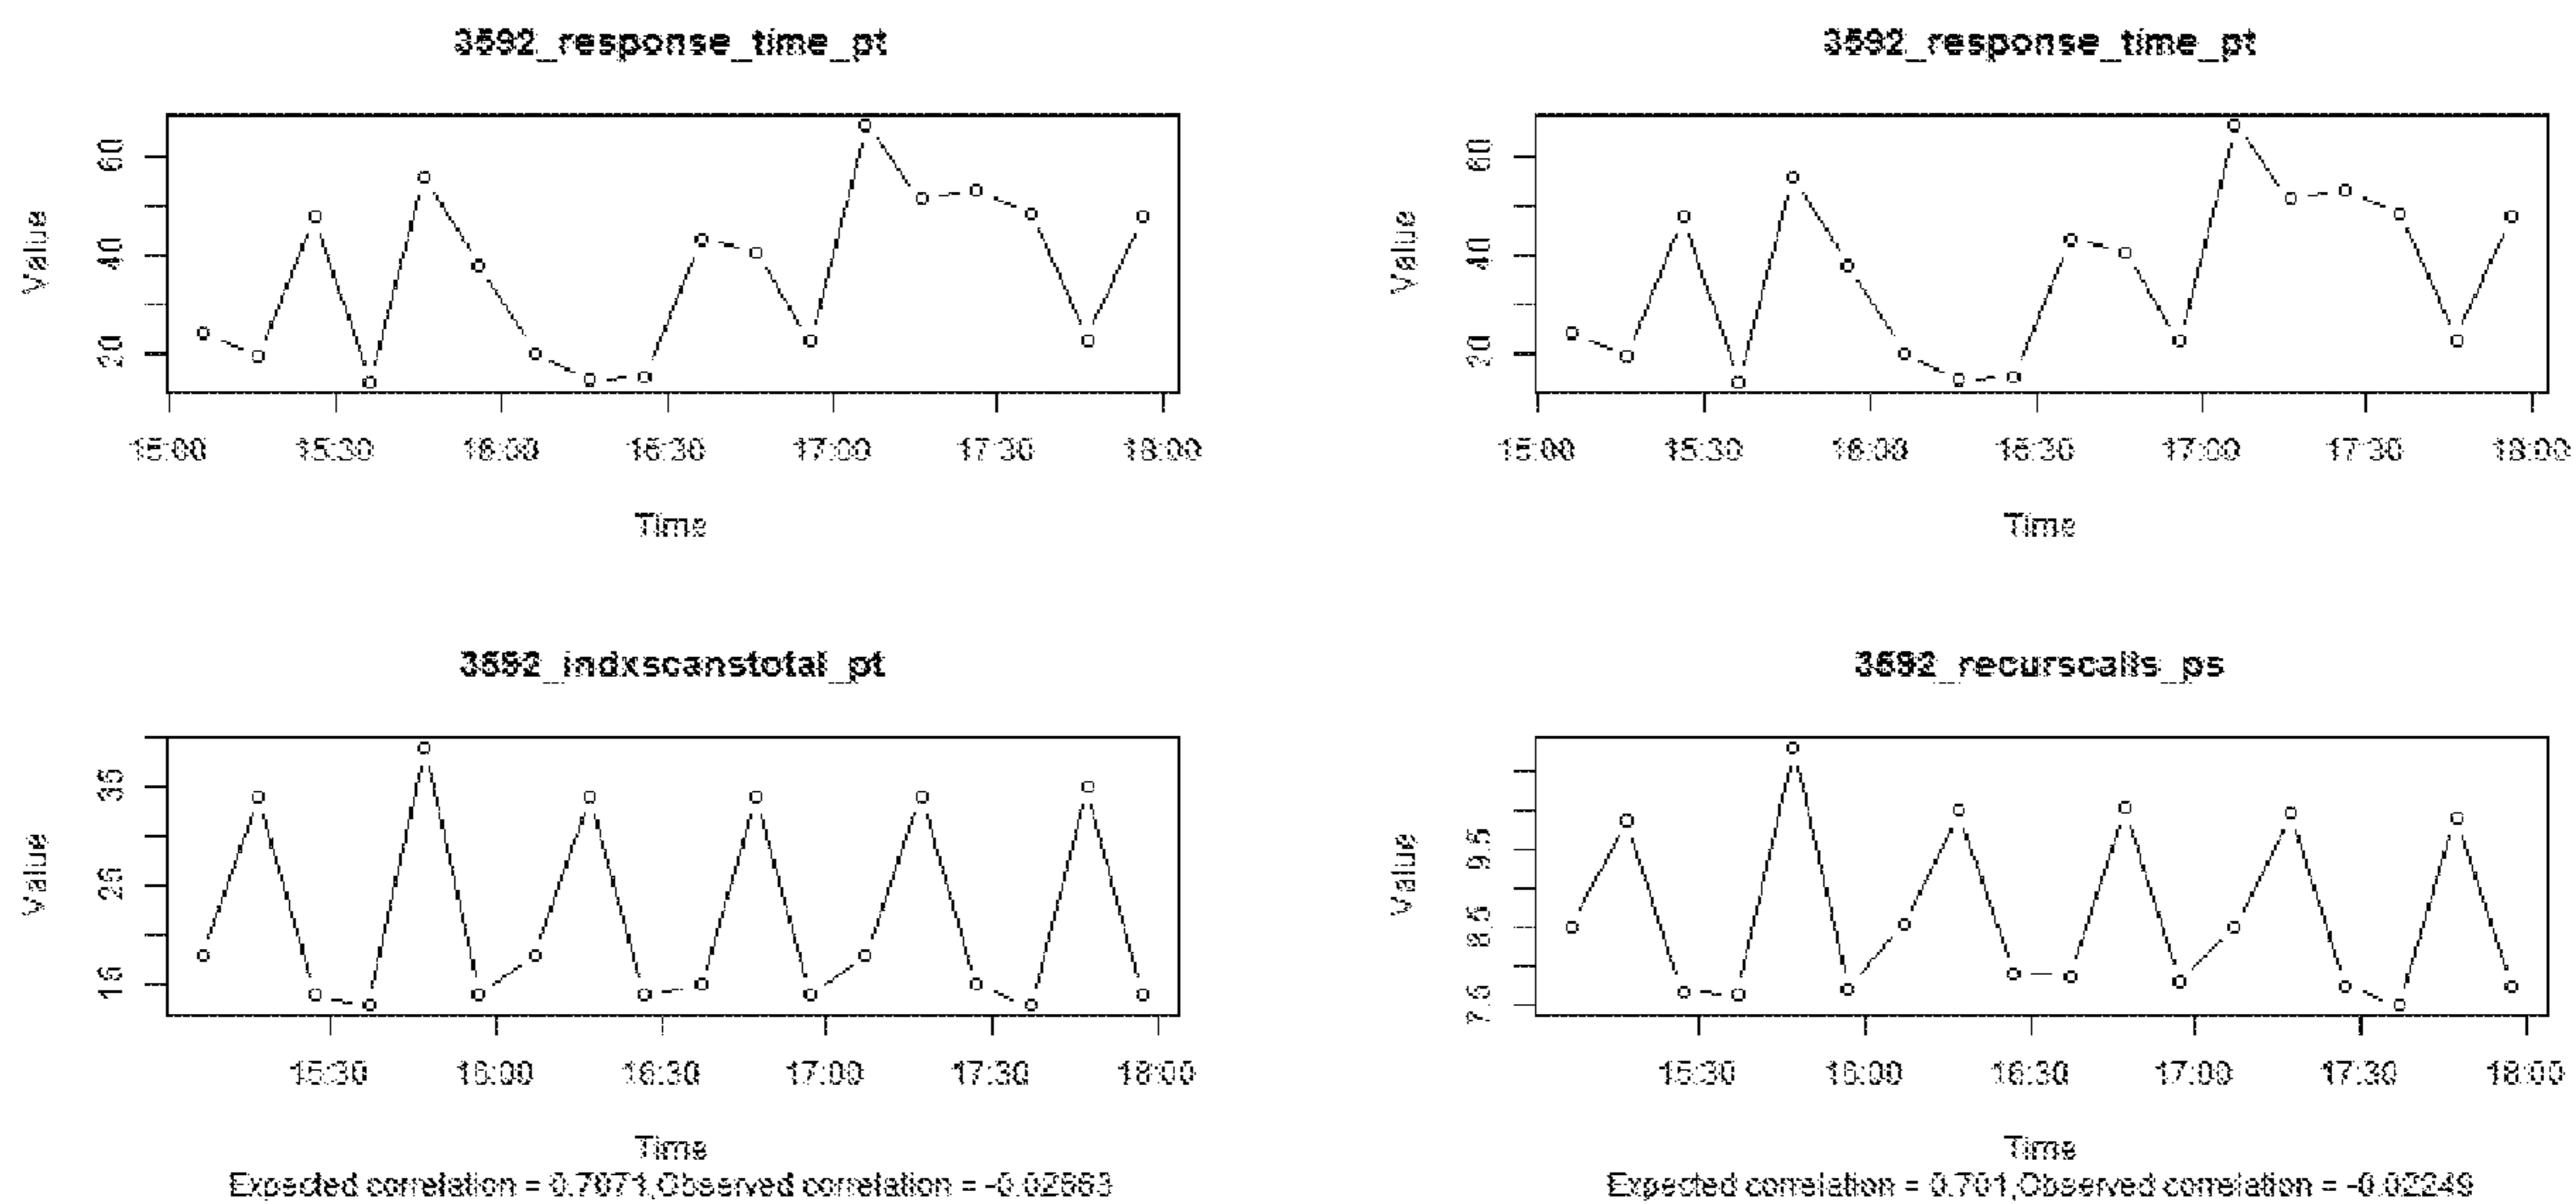 3592_response_time_pt
Value
60
40
20
15:00 15:30 16:00 16:30 17:00 17:30 18:00
Time
3592_response_time_pt
Value
60
40
20
15:00 15:30 16:00 16:30 17:00 17:30 18:00
Time
3592_indxscanstotal_pt
Value
35
25
15
15:30 16:00 16:30 17:00 17:30 18:00
Time
Expected correlation = 0.7071,Observed correlation =
3592_recurscalls_ps
Value
9.5
8.5
7.5
15:30 16:00 16:30 17:00 17:30 18:00
Time
Expected correlation = 0.701,Observed correlation = -0.02249